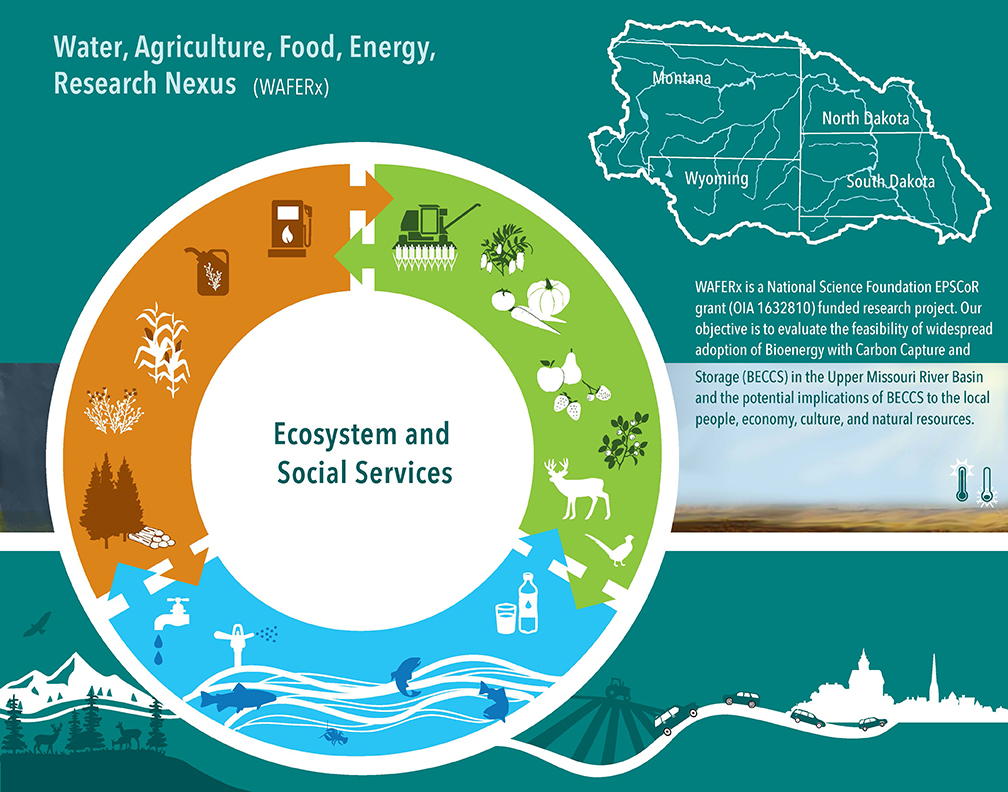 Water, Agriculture, Food, Energy,
Research Nexus (WAFERx)
Montana
North Dakota
Wyoming
South Dakota
WAFERx is a National Science Foundation EPSCoR
grant (OIA 1632810) funded research project. Our
objective is to evaluate the feasibility of widespread
adoption of Bioenergy with Carbon Capture and
Storage (BECCS) in the Upper Missouri River Basin
and the potential implications of BECCS to the local
people, economy, culture, and natural resources.
Ecosystem and
Social Services